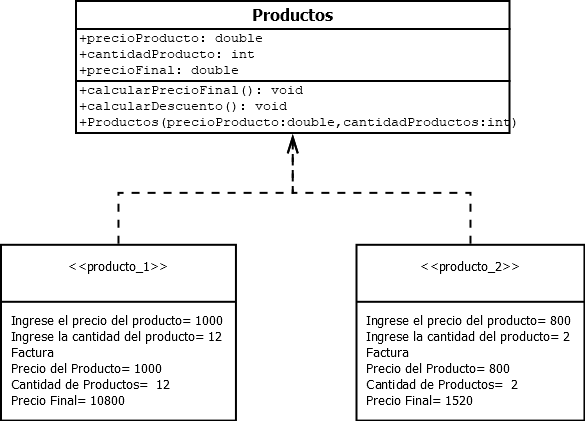 Productos
+precioProducto: double
+cantidadProducto: int
+precioFinal: double
+calcularPrecioFinal(): void
+calcularDescuento(): void
+Productos(precioProducto:double,cantidadProductos:int)
<<producto_1>>
Ingrese el precio del producto= 1000
Ingrese la cantidad del producto= 12
Factura
Precio del Producto= 1000
Cantidad de Productos=  12
Precio Final= 10800
<<producto_2>>
Ingrese el precio del producto= 800
Ingrese la cantidad del producto= 2
Factura
Precio del Producto= 800
Cantidad de Productos=  2
Precio Final= 1520